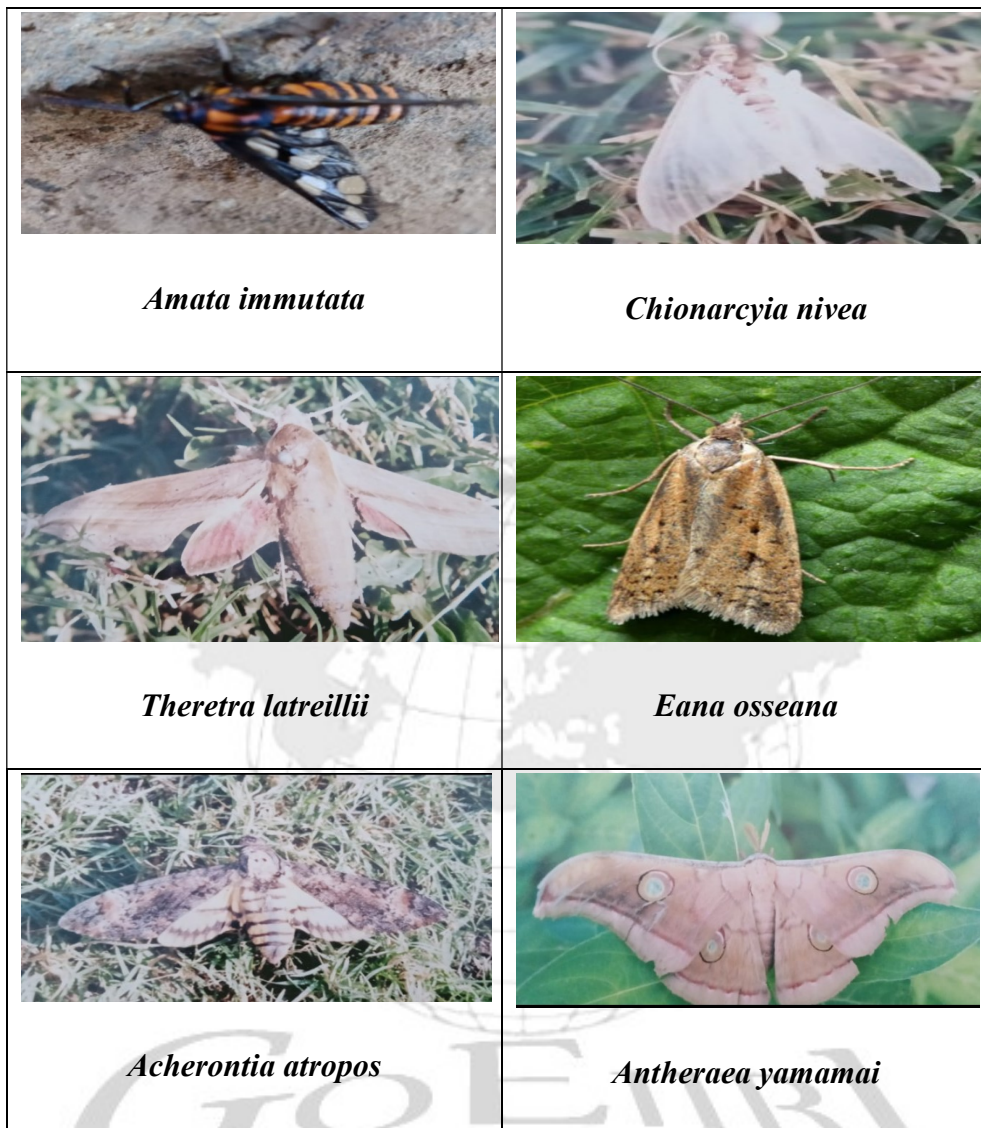 Amata immutata
Chionarcyia nivea
Theretra latreillii
Eana osseana
Acherontia atropos
Antheraea yamamai